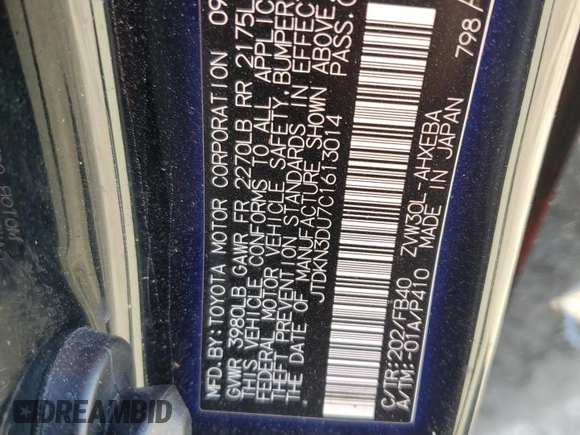 MFD.BY:TOYOTA MOTOR CORPORATION 09
GVWR 3980LB GAWR FR 2270LB RR 2175L
THIS VEHICLE CONFORMS TO ALL APPLIC
FEDERAL MOTOR VEHICLE SAFETY, BUMPER
THEFT PREVENTION STANDARDS IN EFFEC
THE DATE OF MANUFACTURE SHOWN ABOVE.
JTDKN3DU7C1613014 PASS.C
C/TR:202/FB40 ZVW30L-AHXEBA
A/TM:-01A/P410 MADE IN JAPAN 798
DREAMBID